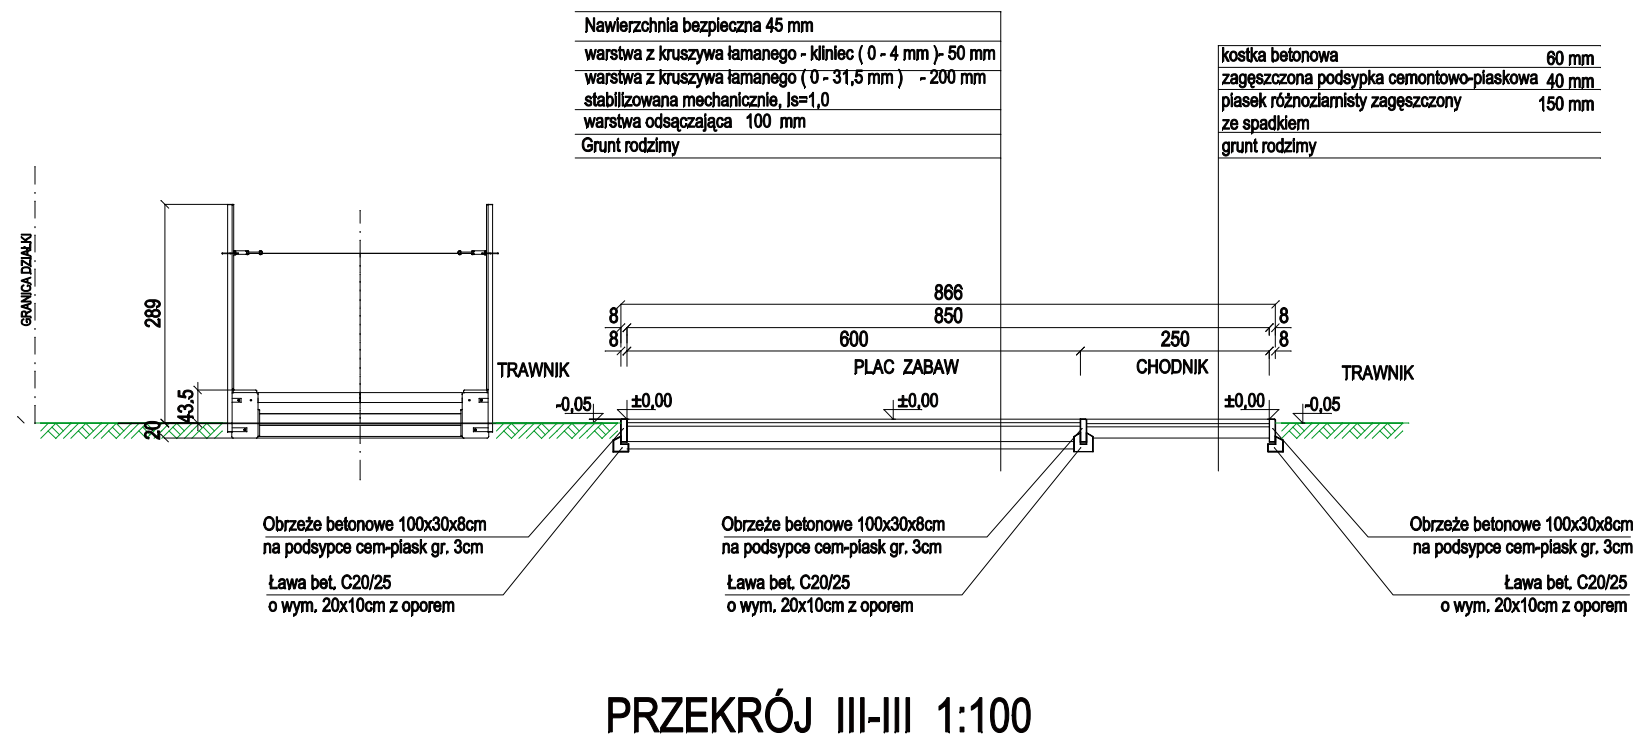 Nawierzchnia bezpieczna 45 mm
warstwa z kruszywa łamanego - kliniec ( 0 - 4 mm )- 50 mm
warstwa z kruszywa łamanego ( 0 - 31,5 mm ) - 200 mm
stabilizowana mechanicznie, Is=1,0
warstwa odsączająca 100 mm
Grunt rodzimy
kostka betonowa 60 mm
zagęszczona podsypka cemontowo-piaskowa 40 mm
piasek różnoziarnisty zagęszczony 150 mm
ze spadkiem
grunt rodzimy
GRANICA DZIAŁKI
289
43,5
20
866
8 850 8
8 600 250 8
TRAWNIK
PLAC ZABAW
CHODNIK
TRAWNIK
-0,05
±0,00
±0,00
±0,00
-0,05
Obrzeże betonowe 100x30x8cm
na podsypce cem-piask gr. 3cm
Ława bet. C20/25
o wym. 20x10cm z oporem
Obrzeże betonowe 100x30x8cm
na podsypce cem-piask gr. 3cm
Ława bet. C20/25
o wym. 20x10cm z oporem
Obrzeże betonowe 100x30x8cm
na podsypce cem-piask gr. 3cm
Ława bet. C20/25
o wym. 20x10cm z oporem
PRZEKRÓJ III-III 1:100